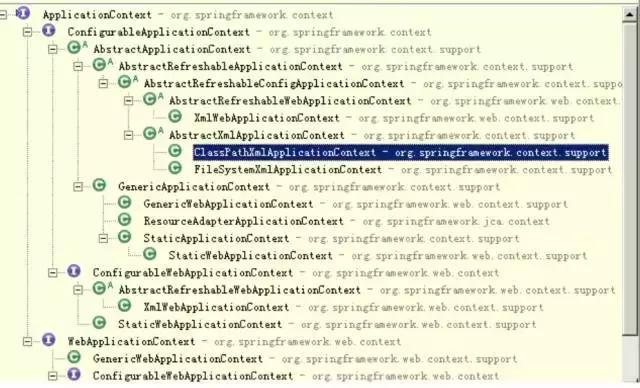 ApplicationContext - org.springframework.context
ConfigurableApplicationContext - org.springframework.context
AbstractApplicationContext - org.springframework.context.support
AbstractRefreshableApplicationContext - org.springframework.context.support
AbstractRefreshableConfigApplicationContext - org.springframework.context.suppo
AbstractRefreshableWebApplicationContext - org.springframework.web.context.
XmlWebApplicationContext - org.springframework.web.context.support
AbstractXmlApplicationContext - org.springframework.context.support
ClassPathXmlApplicationContext - org.springframework.context.support
FileSystemXmlApplicationContext - org.springframework.context.support
GenericApplicationContext - org.springframework.context.support
GenericWebApplicationContext - org.springframework.web.context.support
ResourceAdapterApplicationContext - org.springframework.jca.context
StaticApplicationContext - org.springframework.context.support
StaticWebApplicationContext - org.springframework.web.context.support
ConfigurableWebApplicationContext - org.springframework.web.context
AbstractRefreshableWebApplicationContext - org.springframework.web.context.sup
XmlWebApplicationContext - org.springframework.web.context.support
StaticWebApplicationContext - org.springframework.web.context.support
WebApplicationContext - org.springframework.web.context
GenericWebApplicationContext - org.springframework.web.context.support
ConfigurableWebApplicationContext - org.springframework.web.context